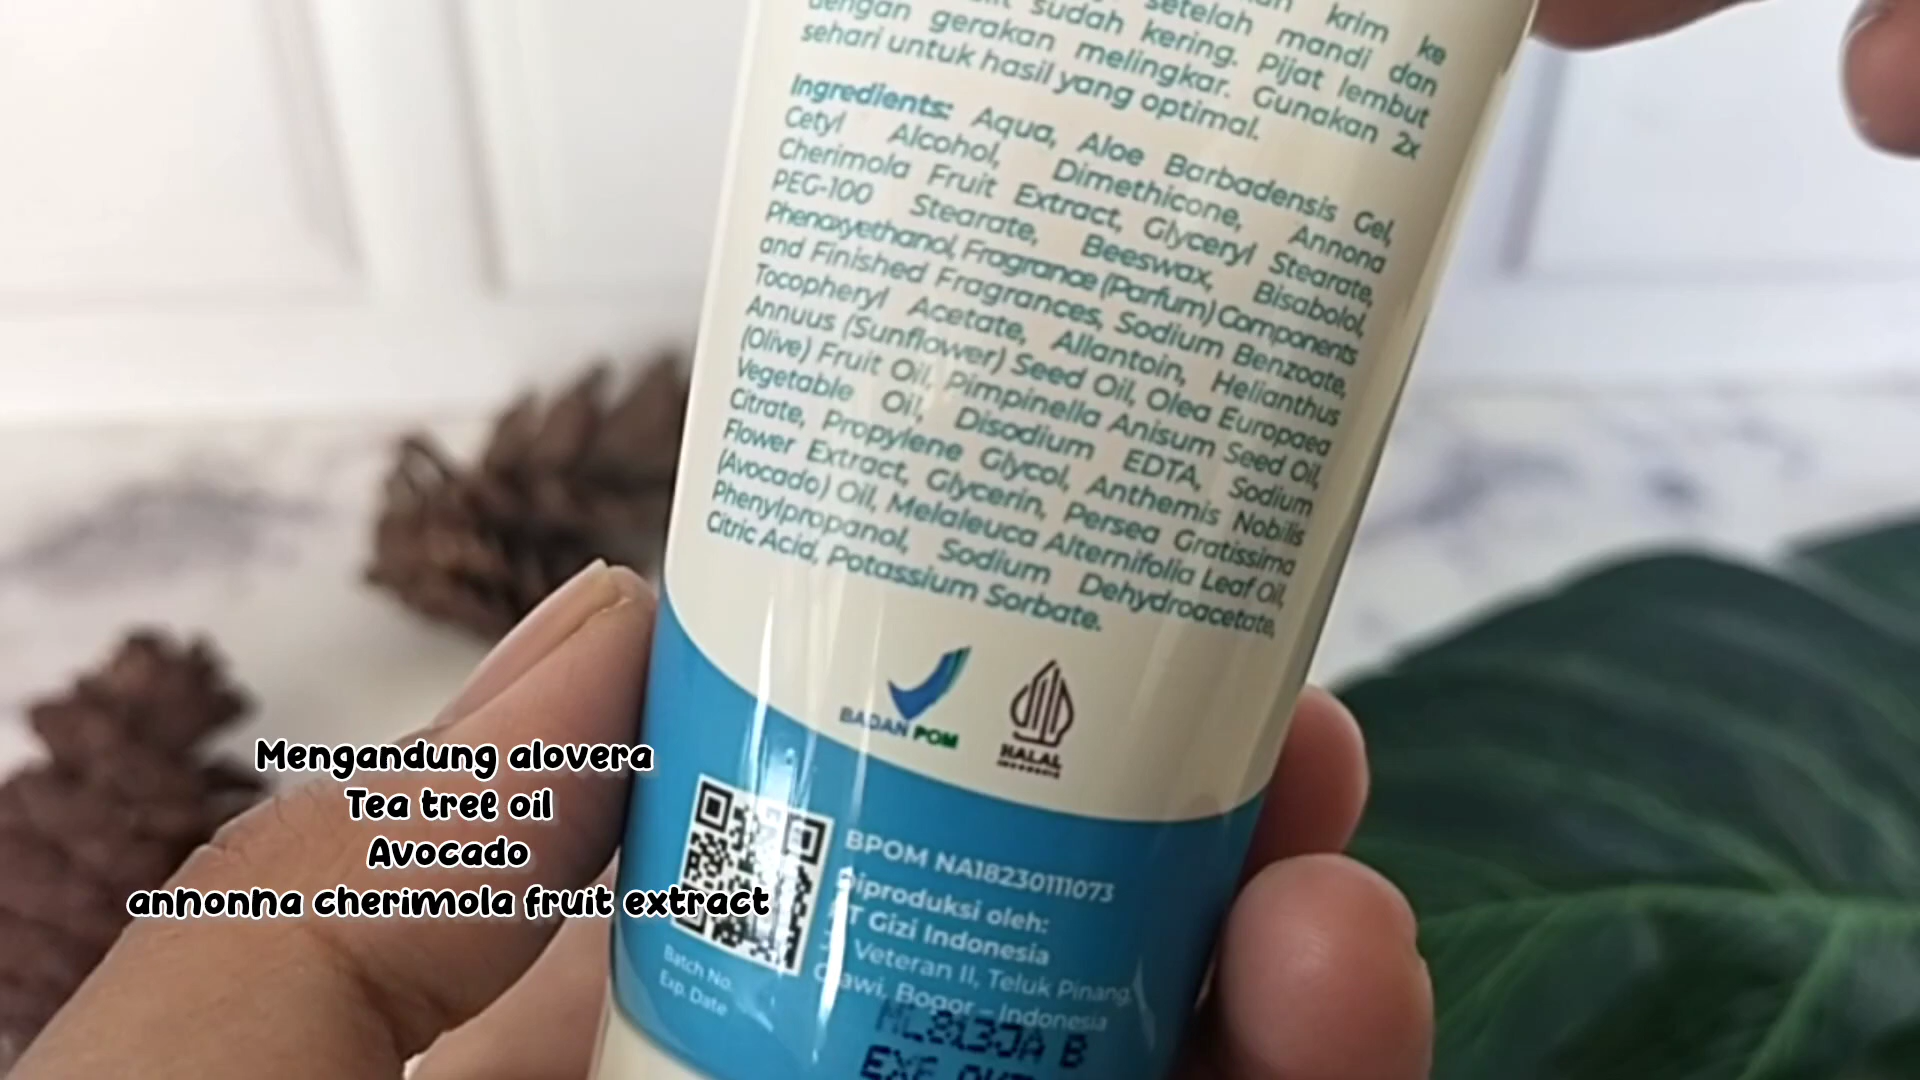 krim ke
setelah mandi dan
sudah kering. Pijat lembut
dengan gerakan melingkar. Gunakan 2x
sehari untuk hasil yang optimal.
Ingredients: Aqua, Aloe Barbadensis Gel,
Cetyl Alcohol, Dimethicone, Annona
Cherimola Fruit Extract, Glyceryl Stearate,
PEG-100 Stearate, Beeswax, Bisabolol,
Phenoxyethanol, Fragrance (Parfum) Components
and Finished Fragrances, Sodium Benzoate,
Tocopheryl Acetate, Allantoin, Helianthus
Annuus (Sunflower) Seed Oil, Olea Europaea
(Olive) Fruit Oil, Pimpinella Anisum Seed Oil,
Vegetable Oil, Disodium EDTA, Sodium
Citrate, Propylene Glycol, Anthemis Nobilis
Flower Extract, Glycerin, Persea Gratissima
(Avocado) Oil, Melaleuca Alternifolia Leaf Oil,
Phenylpropanol, Sodium Dehydroacetate,
Citric Acid, Potassium Sorbate.
BADAN POM
HALAL
INDONESIA
BPOM NA18230111073
Diproduksi oleh:
PT Gizi Indonesia
Veteran II, Teluk Pinang,
Ciawi, Bogor - Indonesia
Batch No.
Exp. Date
ML813JA B
Mengandung alovera
Tea tree oil
Avocado
annonna cherimola fruit extract